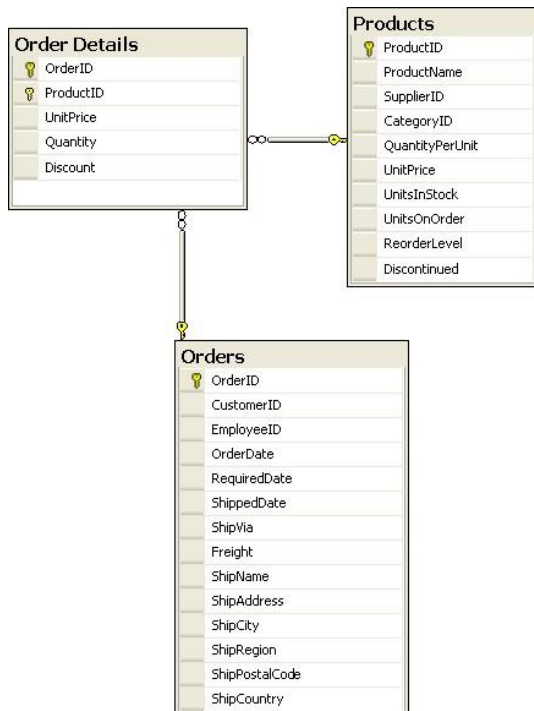 Order Details
OrderID
ProductID
UnitPrice
Quantity
Discount
Products
ProductID
ProductName
SupplierID
CategoryID
QuantityPerUnit
UnitPrice
UnitsInStock
UnitsOnOrder
ReorderLevel
Discontinued
Orders
OrderID
CustomerID
EmployeeID
OrderDate
RequiredDate
ShippedDate
ShipVia
Freight
ShipName
ShipAddress
ShipCity
ShipRegion
ShipPostalCode
ShipCountry